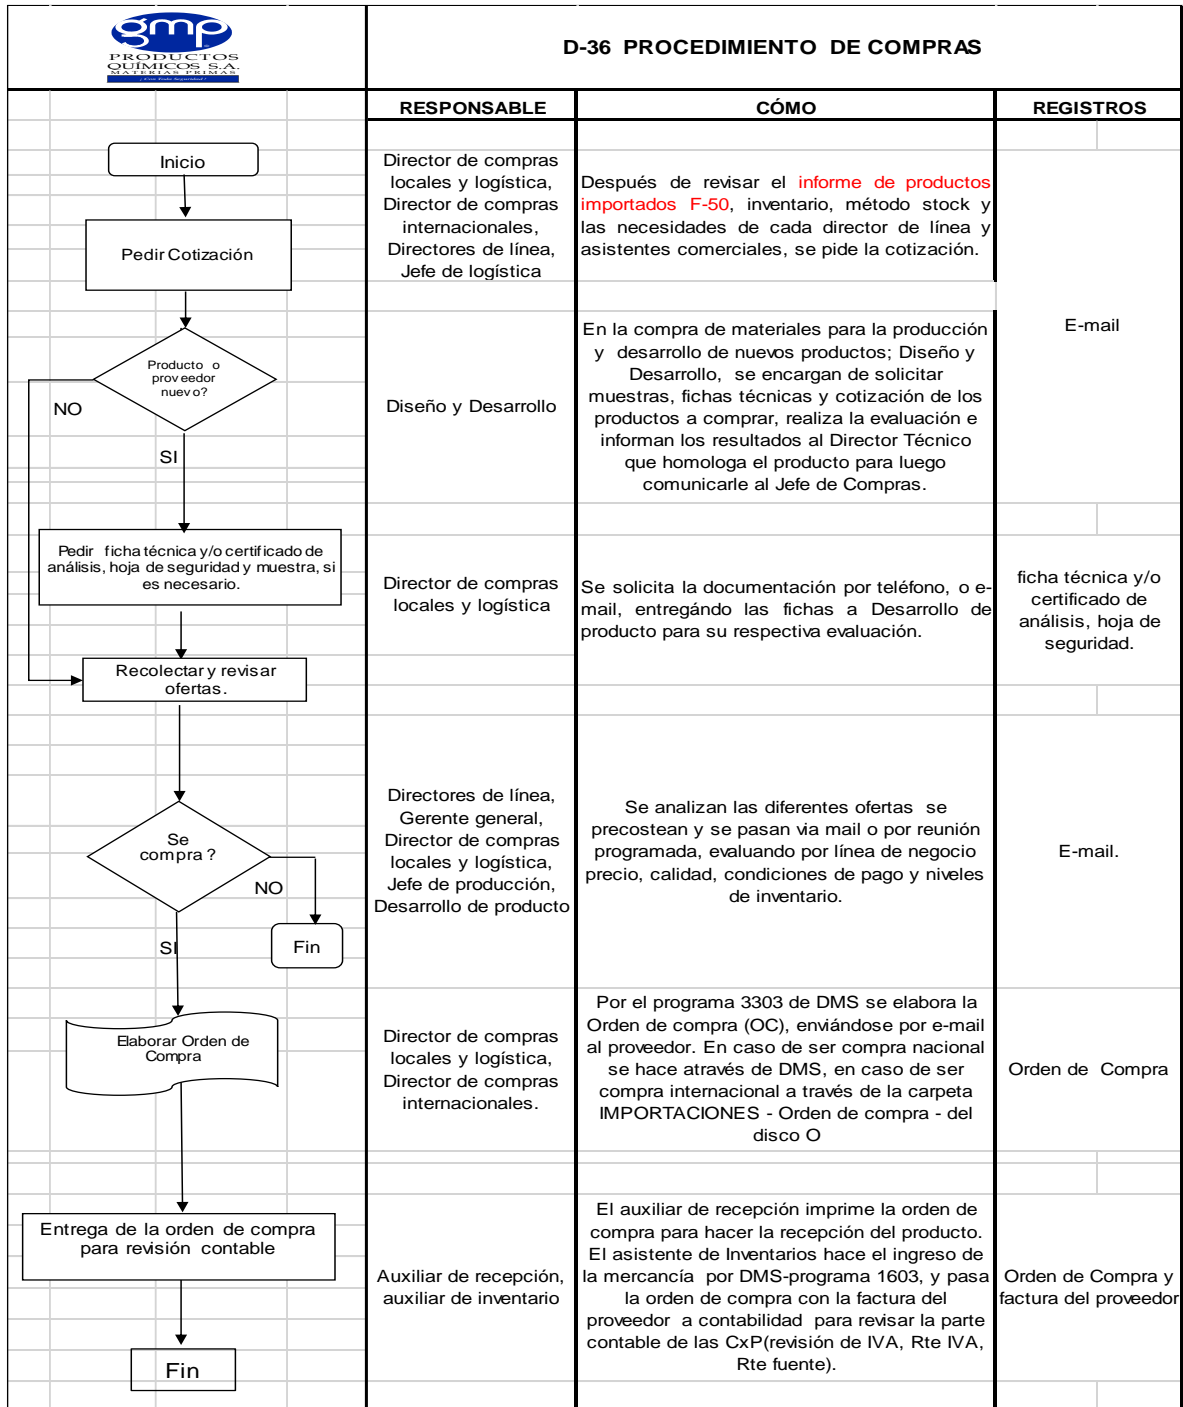 gmp
PRODUCTOS
QUÍMICOS S.A.
MATERIAS PRIMAS
¡ Con Toda Seguridad !
D-36 PROCEDIMIENTO DE COMPRAS
RESPONSABLE
CÓMO
REGISTROS
Inicio
Pedir Cotización
Director de compras
locales y logística,
Director de compras
internacionales,
Directores de línea,
Jefe de logística
Después de revisar el informe de productos
importados F-50, inventario, método stock y
las necesidades de cada director de línea y
asistentes comerciales, se pide la cotización.
E-mail
Producto o
proveedor
nuevo?
NO
SI
Diseño y Desarrollo
En la compra de materiales para la producción
y desarrollo de nuevos productos; Diseño y
Desarrollo, se encargan de solicitar
muestras, fichas técnicas y cotización de los
productos a comprar, realiza la evaluación e
informan los resultados al Director Técnico
que homologa el producto para luego
comunicarle al Jefe de Compras.
Pedir ficha técnica y/o certificado de
análisis, hoja de seguridad y muestra, si
es necesario.
Director de compras
locales y logística
Se solicita la documentación por teléfono, o e-
mail, entregándo las fichas a Desarrollo de
producto para su respectiva evaluación.
ficha técnica y/o
certificado de
análisis, hoja de
seguridad.
Recolectar y revisar
ofertas.
Se
compra ?
NO
SI
Fin
Directores de línea,
Gerente general,
Director de compras
locales y logística,
Jefe de producción,
Desarrollo de producto
Se analizan las diferentes ofertas se
precostean y se pasan via mail o por reunión
programada, evaluando por línea de negocio
precio, calidad, condiciones de pago y niveles
de inventario.
E-mail.
Elaborar Orden de
Compra
Director de compras
locales y logística,
Director de compras
internacionales.
Por el programa 3303 de DMS se elabora la
Orden de compra (OC), enviándose por e-mail
al proveedor. En caso de ser compra nacional
se hace através de DMS, en caso de ser
compra internacional a través de la carpeta
IMPORTACIONES - Orden de compra - del
disco O
Orden de Compra
Entrega de la orden de compra
para revisión contable
Fin
Auxiliar de recepción,
auxiliar de inventario
El auxiliar de recepción imprime la orden de
compra para hacer la recepción del producto.
El asistente de Inventarios hace el ingreso de
la mercancía por DMS-programa 1603, y pasa
la orden de compra con la factura del
proveedor a contabilidad para revisar la parte
contable de las CxP(revisión de IVA, Rte IVA,
Rte fuente).
Orden de Compra y
factura del proveedor